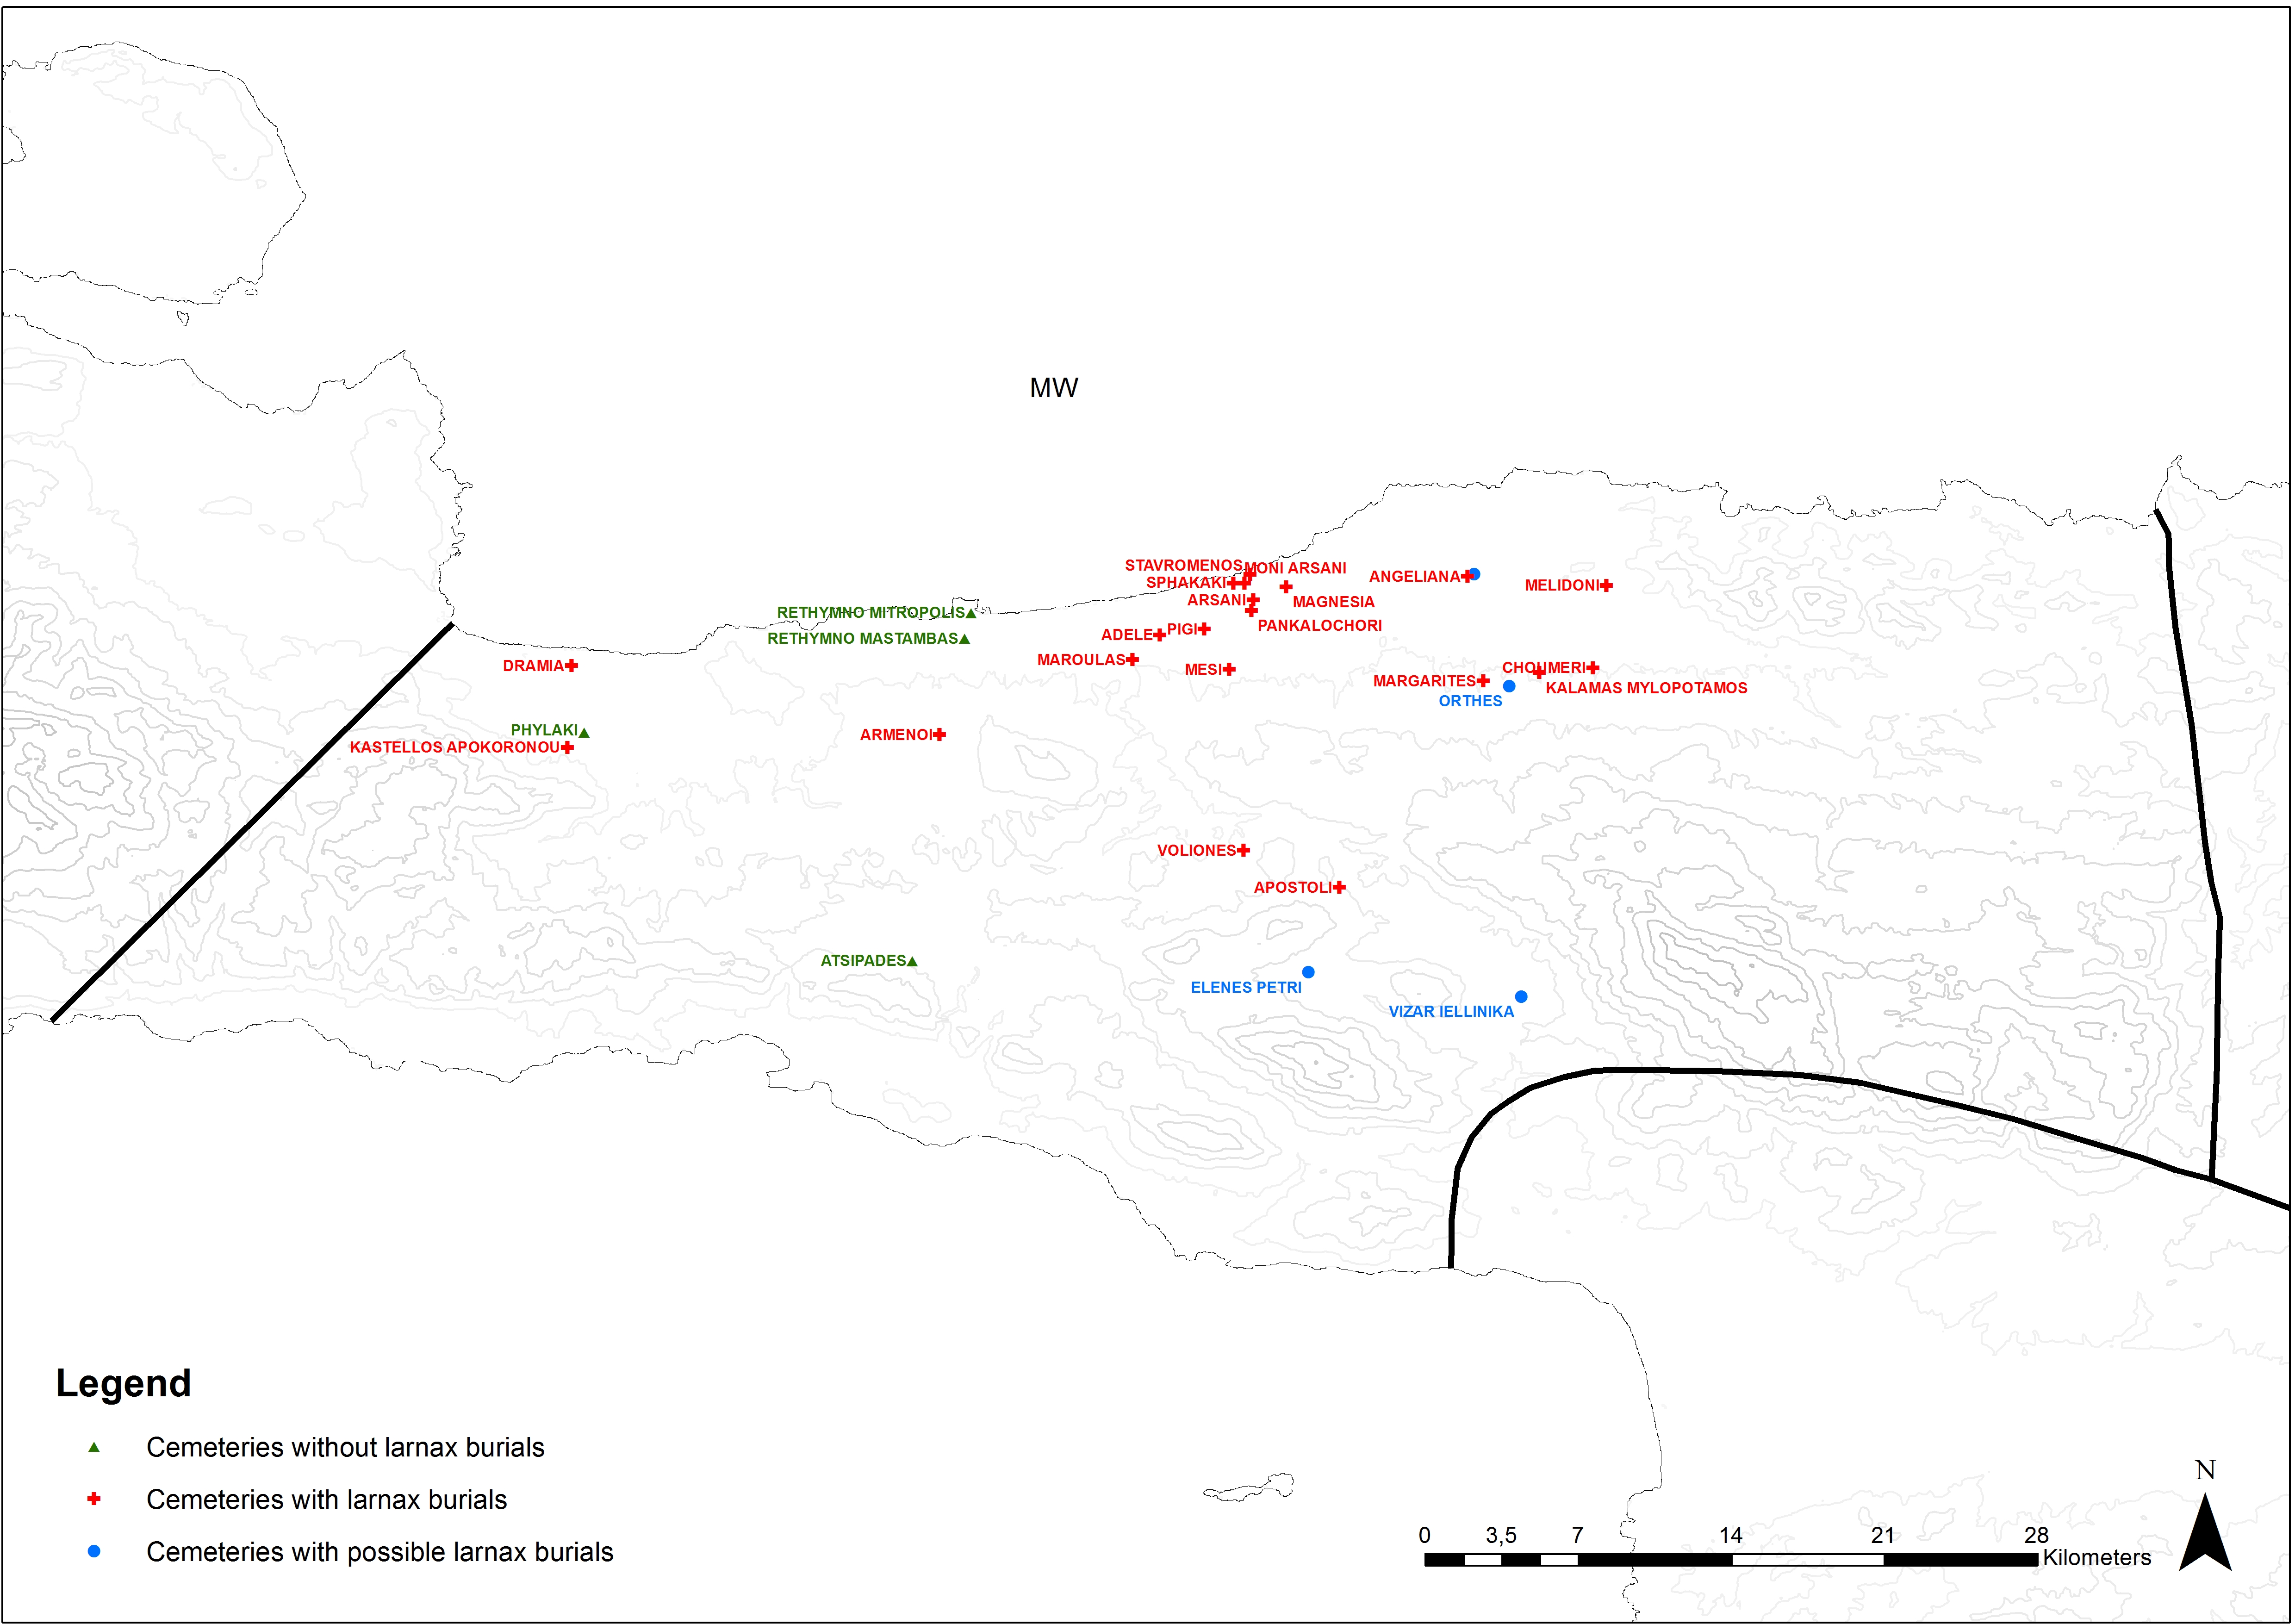 MW
STAVROMENOS
MONI ARSANI
SPHAKAKI
ANGELIANA
MELIDONI
ARSANI
MAGNESIA
RETHYMNO MITROPOLIS
PANKALOCHORI
RETHYMNO MASTAMBAS
ADELE
PIGI
DRAMIA
MAROULAS
MESI
CHOUMERI
MARGARITES
KALAMAS MYLOPOTAMOS
ORTHES
PHYLAKI
KASTELLOS APOKORONOU
ARMENOI
VOLIONES
APOSTOLI
ATSIPADES
ELENES PETRI
VIZAR IELLINIKA
Legend
Cemeteries without larnax burials
Cemeteries with larnax burials
Cemeteries with possible larnax burials
N
0 3,5 7 14 21 28
Kilometers